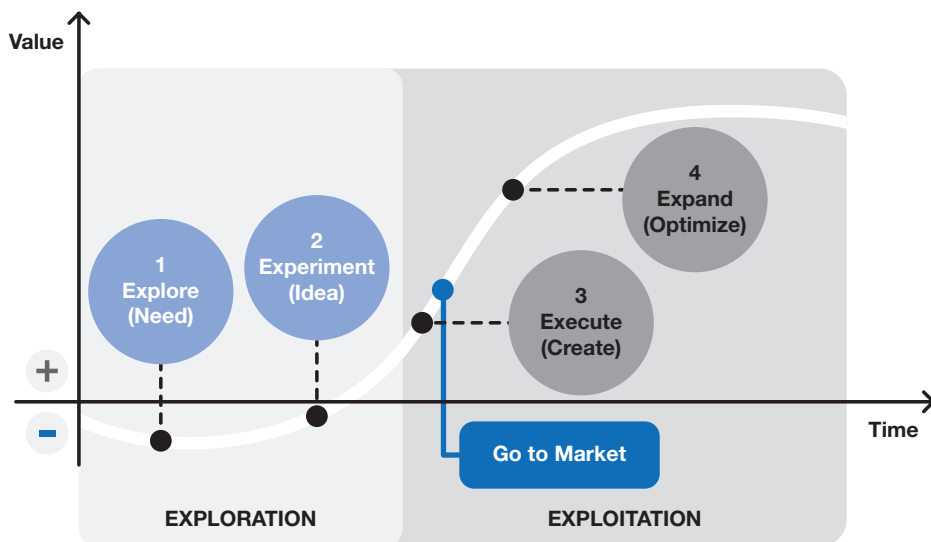 Value
1
Explore
(Need)
2
Experiment
(Idea)
3
Execute
(Create)
4
Expand
(Optimize)
+
-
Time
Go to Market
EXPLORATION
EXPLOITATION